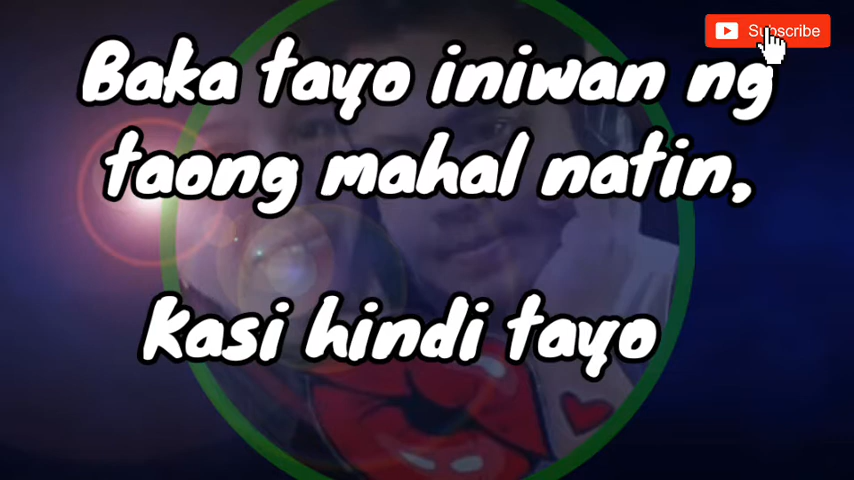 Subscribe
Baka tayo iniwan ng
taong mahal natin,
Kasi hindi tayo